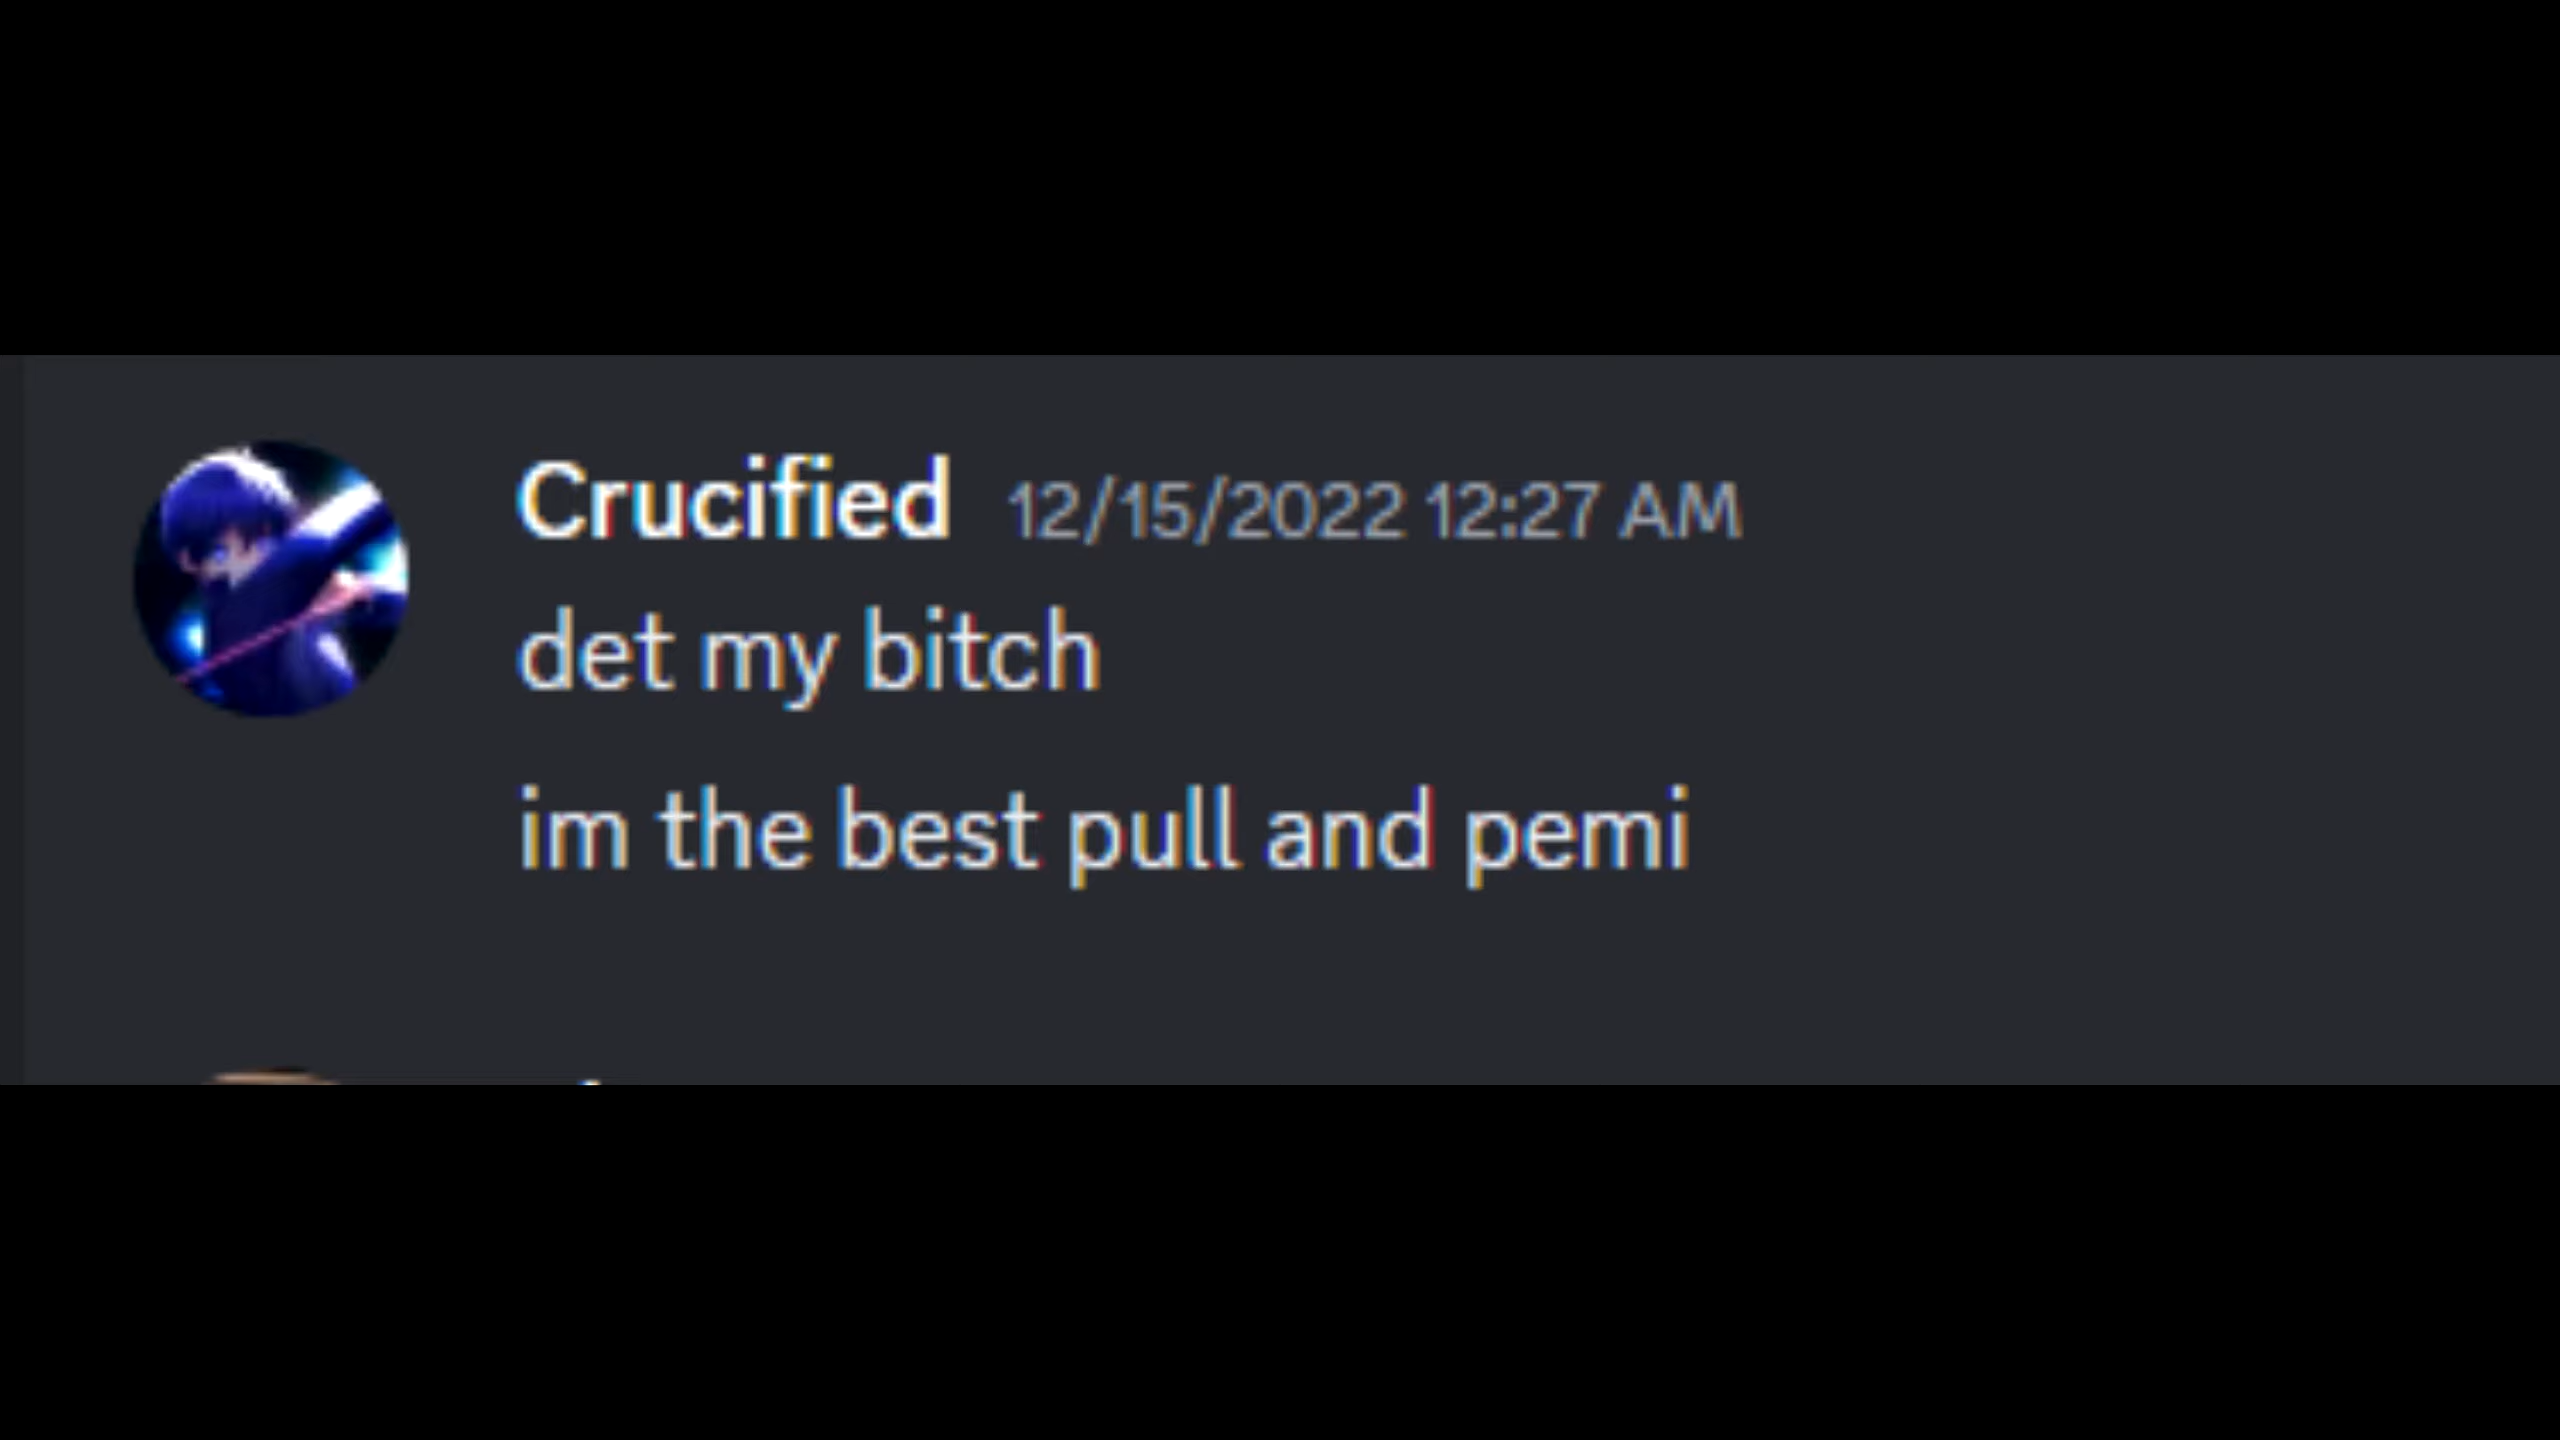 Crucified 12/15/2022 12:27 AM
det my bitch
im the best pull and pemi